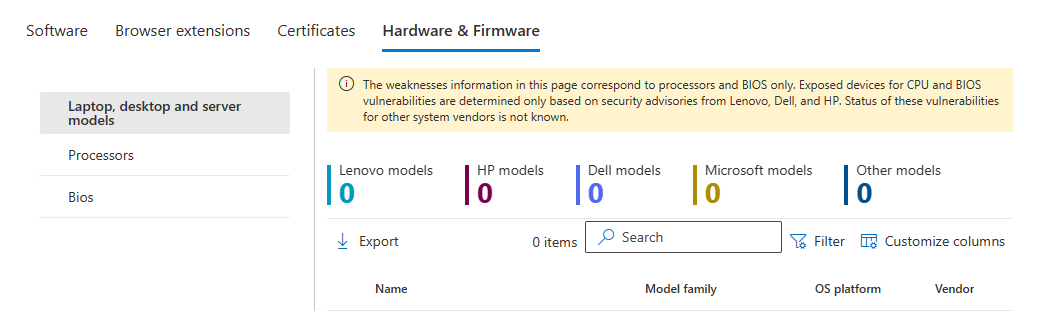 Software Browser extensions Certificates Hardware & Firmware
Laptop, desktop and server
models
Processors
Bios
The weaknesses information in this page correspond to processors and BIOS only. Exposed devices for CPU and BIOS
vulnerabilities are determined only based on security advisories from Lenovo, Dell, and HP. Status of these vulnerabilities
for other system vendors is not known.
Lenovo models HP models Dell models Microsoft models Other models
0 0 0 0 0
Export 0 items Search Filter Customize columns
Name Model family OS platform Vendor